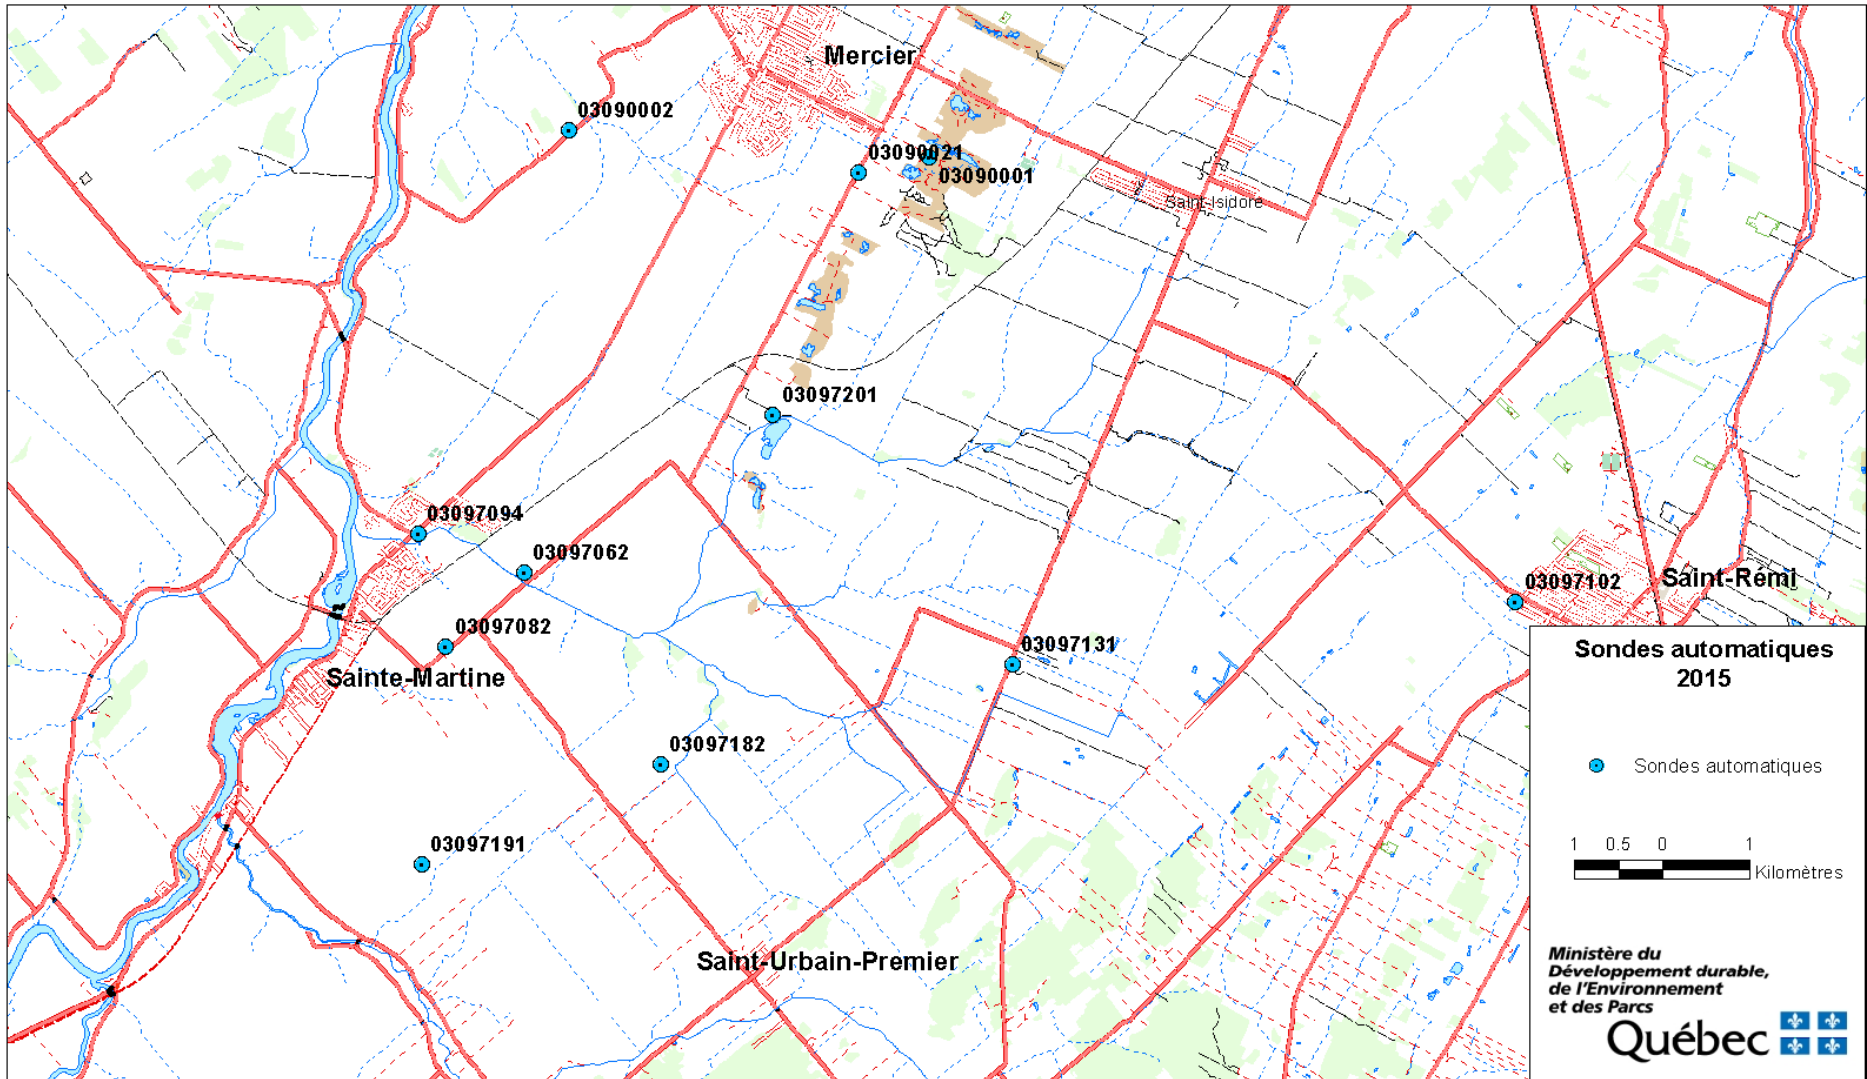 Mercier
03090002
03090021
03090001
Saint-Isidore
03097201
03097094
03097062
03097102
Saint-Rémi
03097082
03097131
Sainte-Martine
03097182
03097191
Saint-Urbain-Premier
Sondes automatiques
2015
Sondes automatiques
1 0.5 0 1
Kilomètres
Ministère du
Développement durable,
de l'Environnement
et des Parcs
Québec